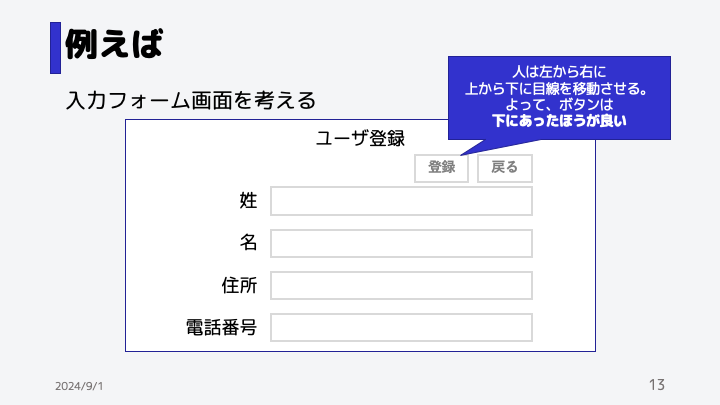 例えば
人は左から右に
上から下に目線を移動させる。
よって、ボタンは
下にあったほうが良い
入力フォーム画面を考える
ユーザ登録
登録 戻る
姓
名
住所
電話番号
2024/9/1
13